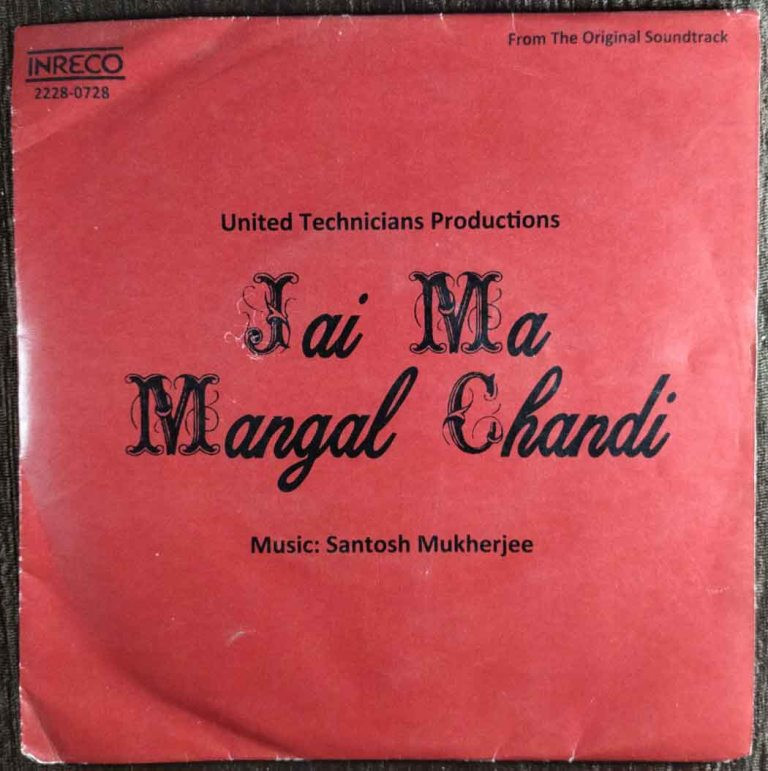 From The Original Soundtrack
INRECO
2228-0728
United Technicians Productions
Jai Ma
Mangal Chandi
Music: Santosh Mukherjee